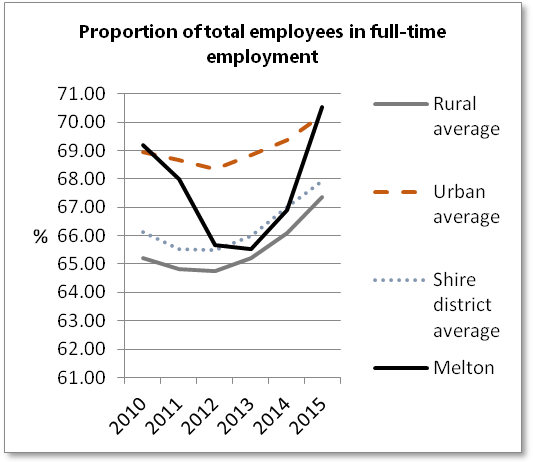 Proportion of total employees in full-time
employment
71.00
70.00
69.00
68.00
67.00
66.00
65.00
64.00
63.00
62.00
61.00
%
2010
2011
2012
2013
2014
2015
Rural
average
Urban
average
Shire
district
average
Melton